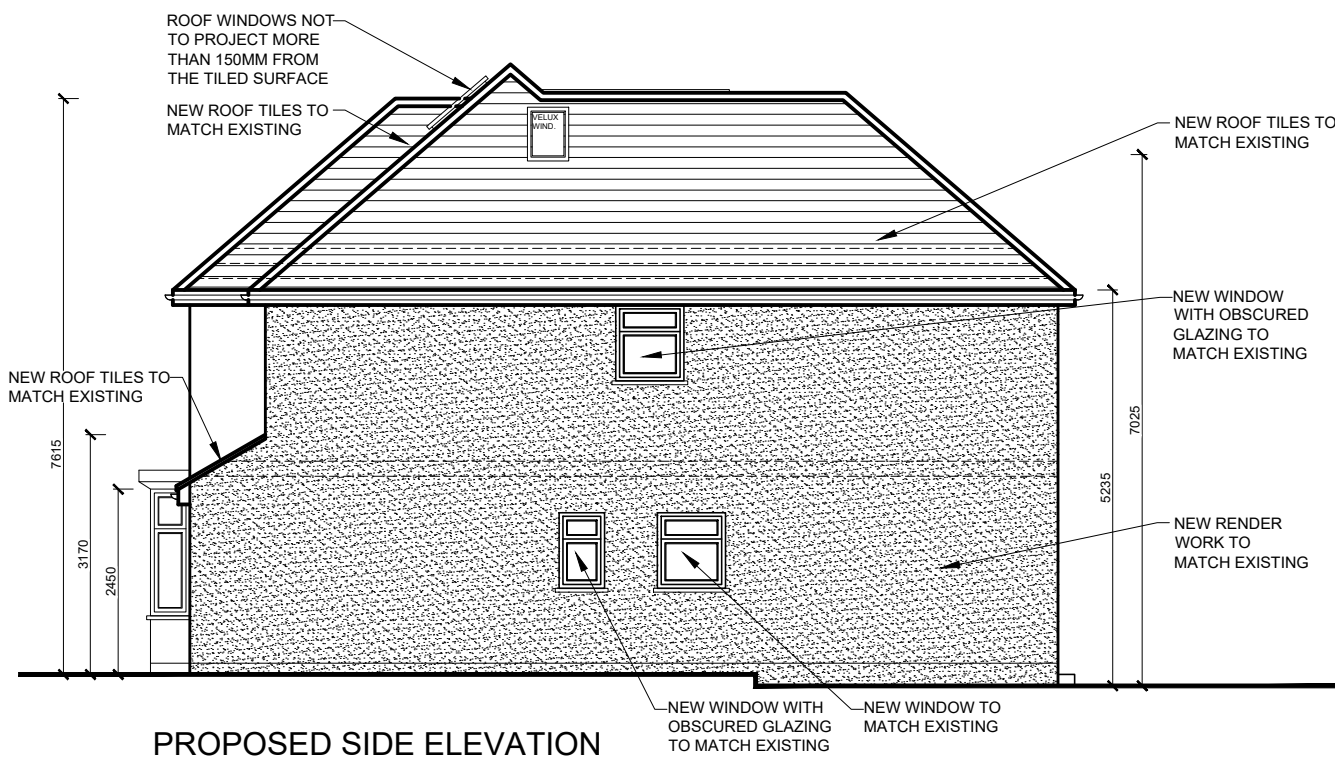 ROOF WINDOWS NOT
TO PROJECT MORE
THAN 150MM FROM
THE TILED SURFACE
NEW ROOF TILES TO
MATCH EXISTING
VELUX
WIND.
NEW ROOF TILES TO
MATCH EXISTING
NEW WINDOW
WITH OBSCURED
GLAZING TO
MATCH EXISTING
NEW ROOF TILES TO
MATCH EXISTING
7615
3170
2450
5235
7025
NEW RENDER
WORK TO
MATCH EXISTING
NEW WINDOW WITH
OBSCURED GLAZING
TO MATCH EXISTING
NEW WINDOW TO
MATCH EXISTING
PROPOSED SIDE ELEVATION